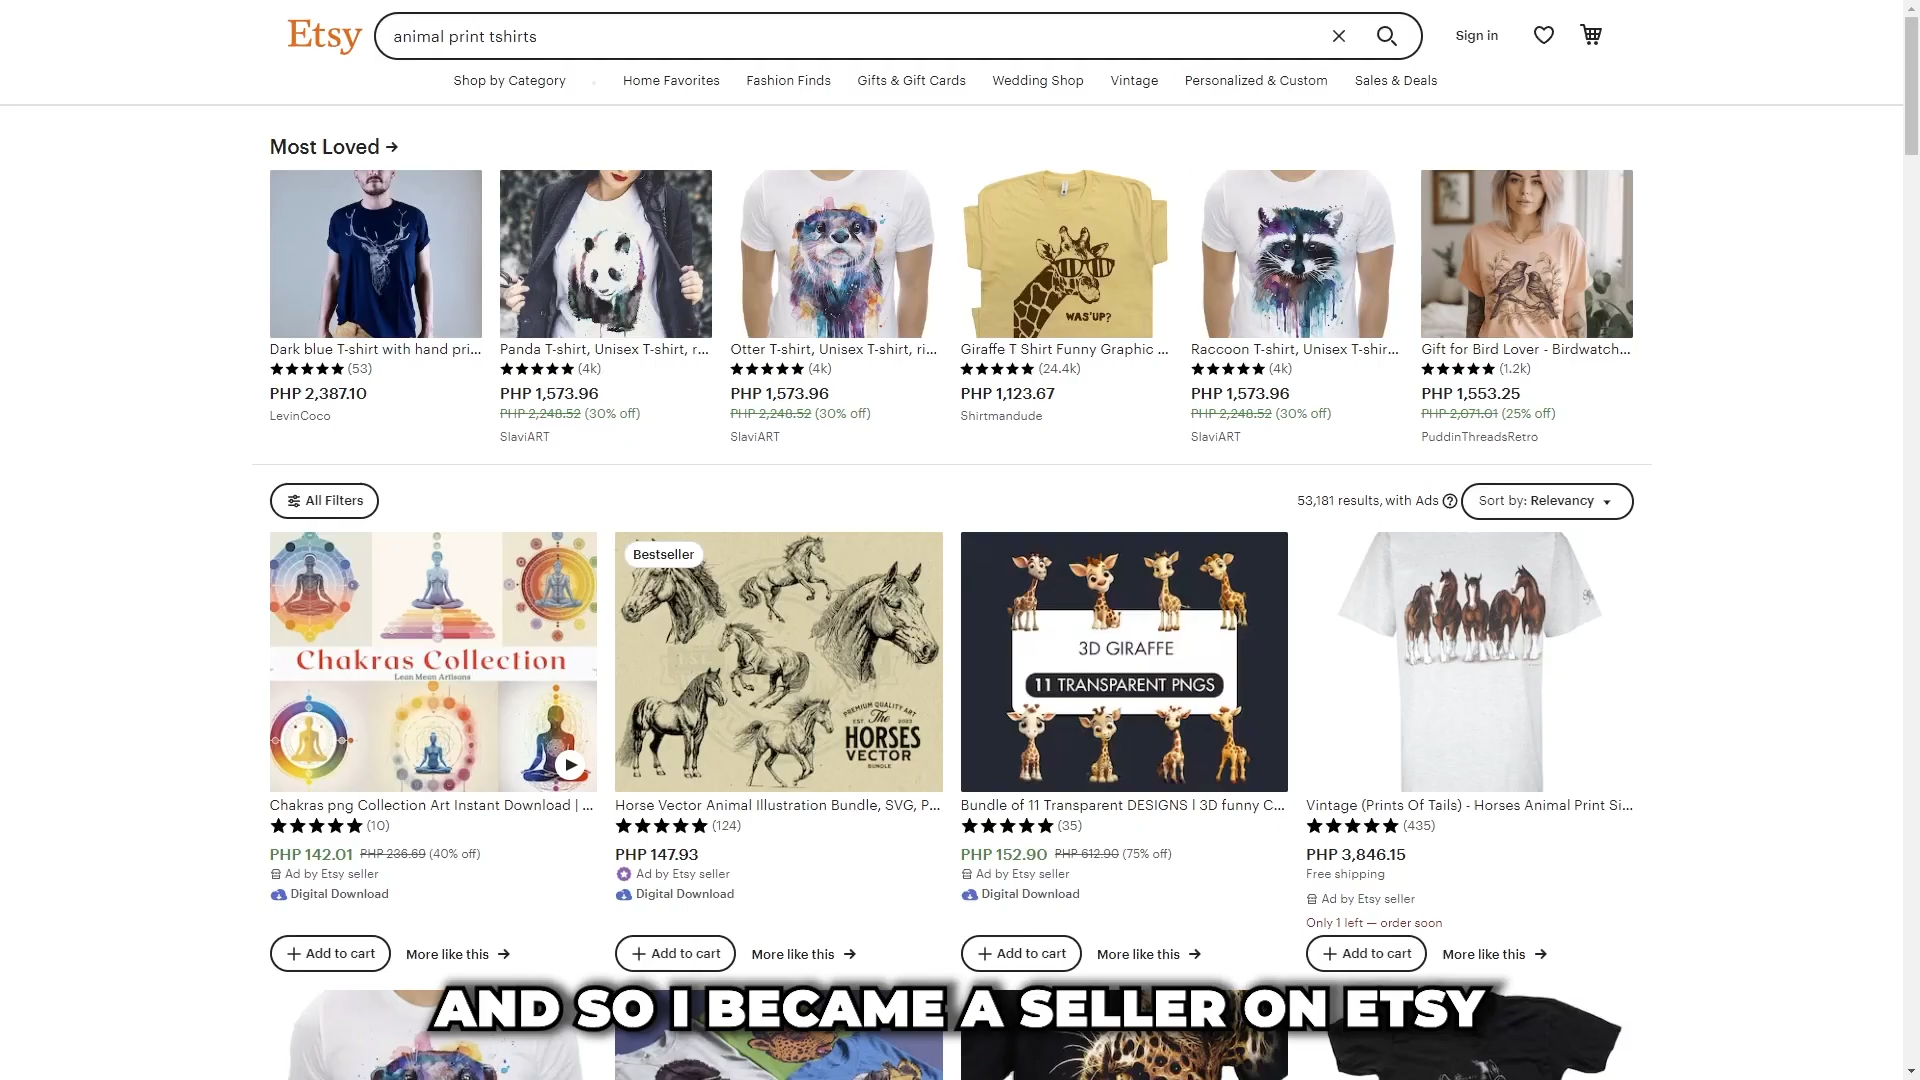 Etsy
animal print tshirts
Sign in
Shop by Category
Home Favorites
Fashion Finds
Gifts & Gift Cards
Wedding Shop
Vintage
Personalized & Custom
Sales & Deals
Most Loved →
WAS'UP?
Dark blue T-shirt with hand pri...
(53)
PHP 2,387.10
LevinCoco
Panda T-shirt, Unisex T-shirt, r...
(4k)
PHP 1,573.96
PHP 2,248.52 (30% off)
SlaviART
Otter T-shirt, Unisex T-shirt, ri...
(4k)
PHP 1,573.96
PHP 2,248.52 (30% off)
SlaviART
Giraffe T Shirt Funny Graphic ...
(24.4k)
PHP 1,123.67
Shirtmandude
Raccoon T-shirt, Unisex T-shir...
(4k)
PHP 1,573.96
PHP 2,248.52 (30% off)
SlaviART
Gift for Bird Lover - Birdwatch...
(1.2k)
PHP 1,553.25
PHP 2,071.01 (25% off)
PuddinThreadsRetro
All Filters
53,181 results, with Ads
Sort by: Relevancy
Chakras Collection
Lean Mean Artisans
Chakras png Collection Art Instant Download | ...
(10)
PHP 142.01 PHP 236.69 (40% off)
Ad by Etsy seller
Digital Download
+ Add to cart
More like this →
Bestseller
PREMIUM QUALITY ART
EST 2023
The
HORSES
VECTOR
BUNDLE
Horse Vector Animal Illustration Bundle, SVG, P...
(124)
PHP 147.93
Ad by Etsy seller
Digital Download
+ Add to cart
More like this →
3D GIRAFFE
11 TRANSPARENT PNGS
Bundle of 11 Transparent DESIGNS l 3D funny C...
(35)
PHP 152.90 PHP 612.90 (75% off)
Ad by Etsy seller
Digital Download
+ Add to cart
More like this →
Vintage (Prints Of Tails) - Horses Animal Print Si...
(435)
PHP 3,846.15
Free shipping
Ad by Etsy seller
Only 1 left — order soon
+ Add to cart
More like this →
AND SO I BECAME A SELLER ON ETSY